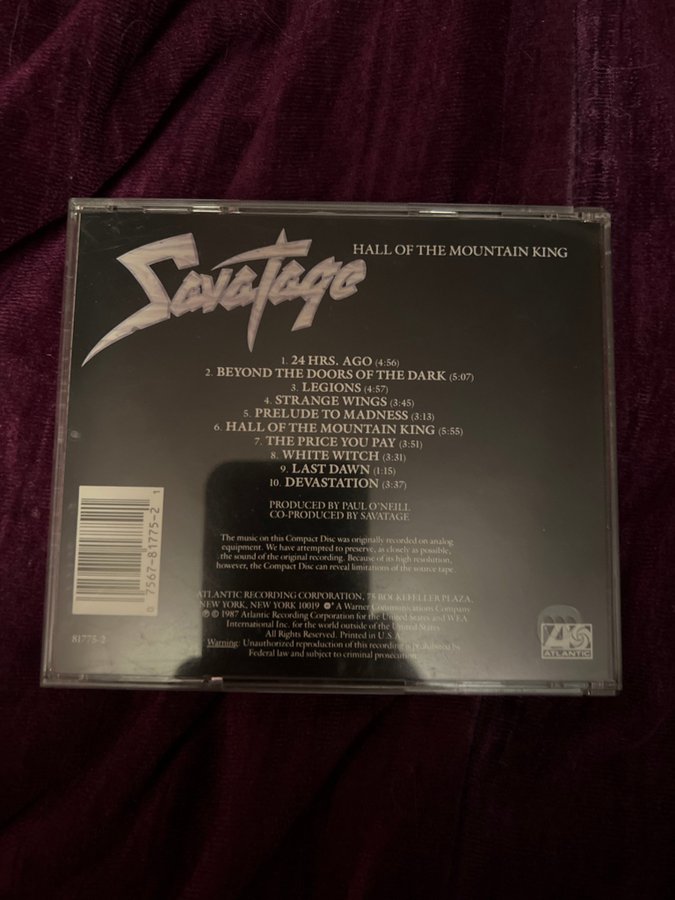 Savatage
HALL OF THE MOUNTAIN KING
1. 24 HRS. AGO (4:56)
2. BEYOND THE DOORS OF THE DARK (5:07)
3. LEGIONS (4:57)
4. STRANGE WINGS (3:45)
5. PRELUDE TO MADNESS (3:13)
6. HALL OF THE MOUNTAIN KING (5:55)
7. THE PRICE YOU PAY (3:51)
8. WHITE WITCH (3:31)
9. LAST DAWN (1:15)
10. DEVASTATION (3:37)
PRODUCED BY PAUL O'NEILL
CO-PRODUCED BY SAVATAGE
The music on this Compact Disc was originally recorded on analog
equipment. We have attempted to preserve, as closely as possible,
the sound of the original recording. Because of its high resolution,
however, the Compact Disc can reveal limitations of the source tape.
0 7567-81775-2 1
81775-2
ATLANTIC RECORDING CORPORATION, 75 ROCKEFELLER PLAZA,
NEW YORK, NEW YORK 10019 A Warner Communications Company
℗ © 1987 Atlantic Recording Corporation for the United States and WEA
International Inc. for the world outside of the United States
All Rights Reserved. Printed in U.S.A.
Warning: Unauthorized reproduction of this recording is prohibited by
Federal law and subject to criminal prosecution.
ATLANTIC